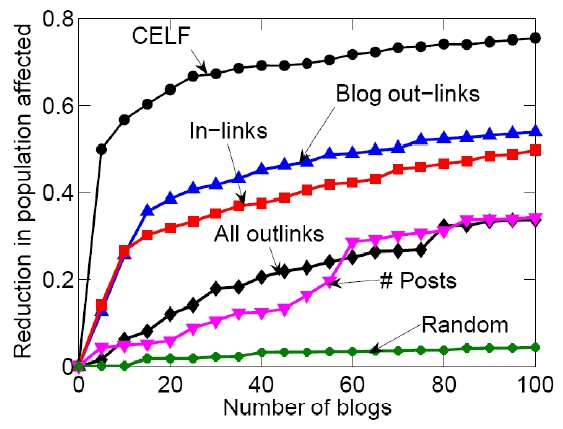 0.8
CELF
0.6
Blog out-links
In-links
0.4
All outlinks
0.2
# Posts
Random
0
0 20 40 60 80 100
Number of blogs
Reduction in population affected